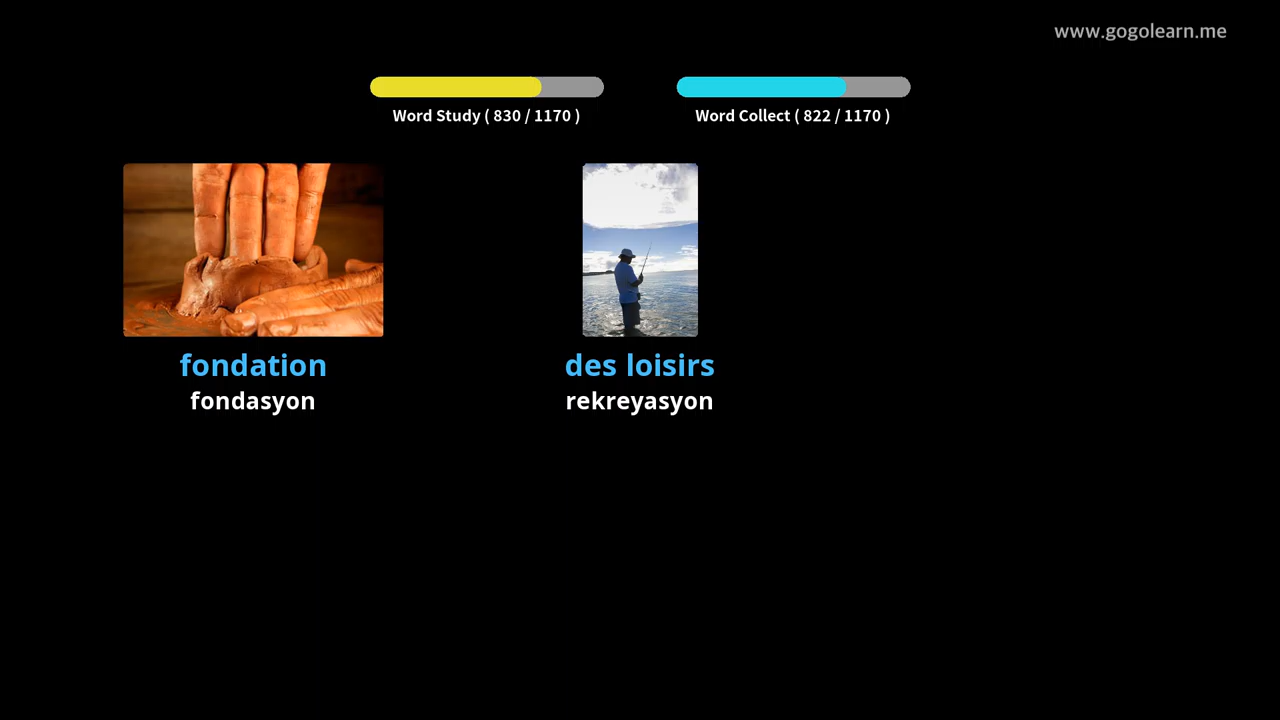 www.gogolearn.me
Word Study ( 830 / 1170 )
Word Collect ( 822 / 1170 )
fondation
fondasyon
des loisirs
rekreyasyon